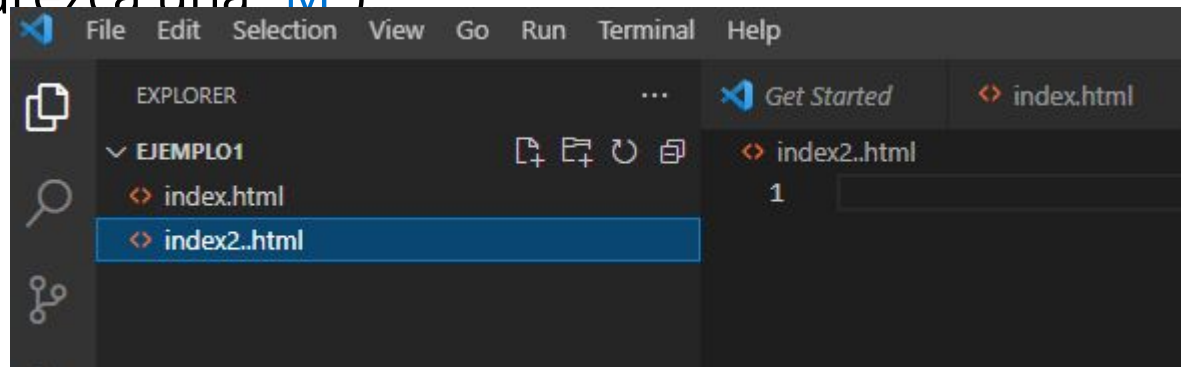 una "M")
File Edit Selection View Go Run Terminal Help
EXPLORER ...
Get Started index.html
EJEMPLO1
index2..html
index.html
1
index2..html